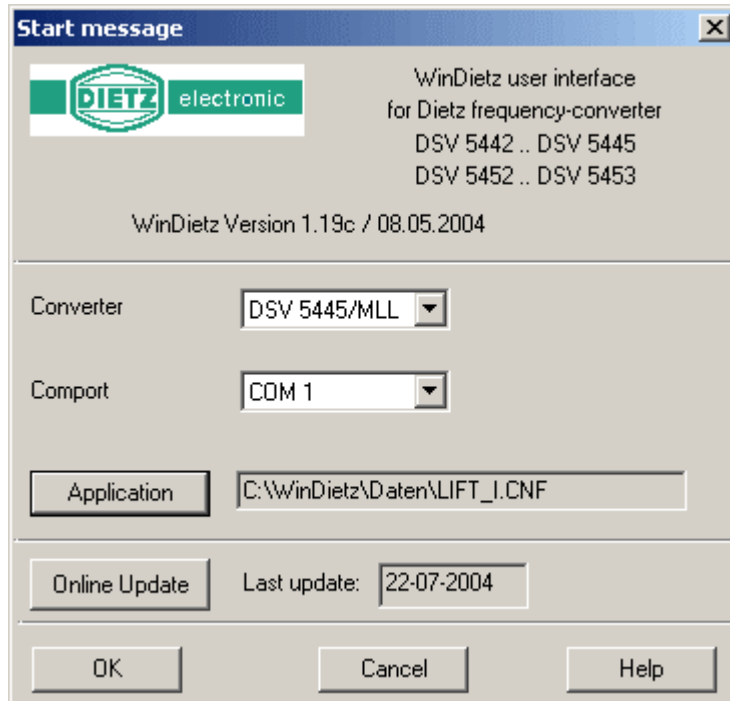 Start message
DIETZ electronic
WinDietz user interface
for Dietz frequency-converter
DSV 5442 .. DSV 5445
DSV 5452 .. DSV 5453
WinDietz Version 1.19c / 08.05.2004
Converter DSV 5445/MLL
Comport COM 1
Application C:\WinDietz\Daten\LIFT_I.CNF
Online Update Last update: 22-07-2004
OK Cancel Help